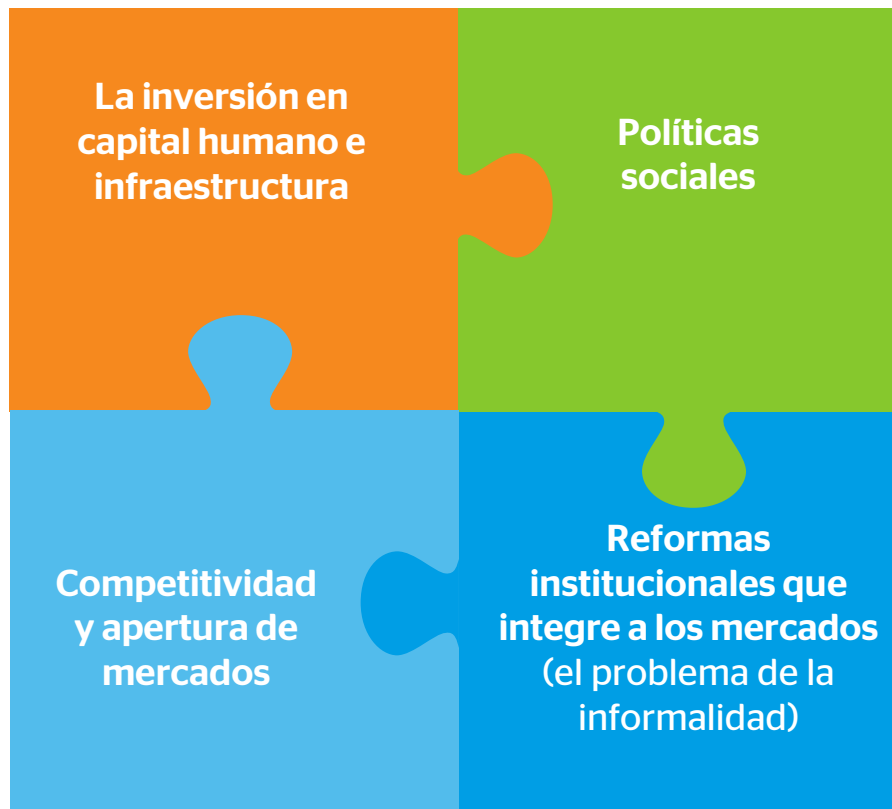 La inversión en
capital humano e
infraestructura
Políticas
sociales
Competitividad
y apertura de
mercados
Reformas
institucionales que
integre a los mercados
(el problema de la
informalidad)